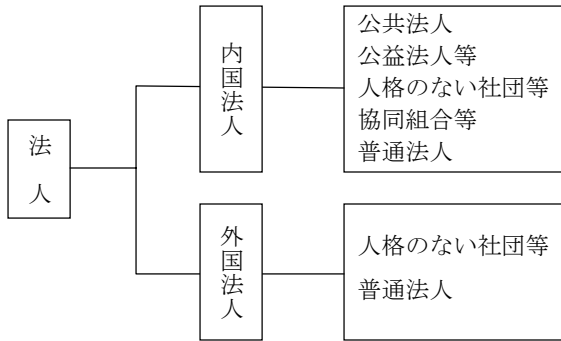 法人
内国法人
公共法人
公益法人等
人格のない社団等
協同組合等
普通法人
外国法人
人格のない社団等
普通法人